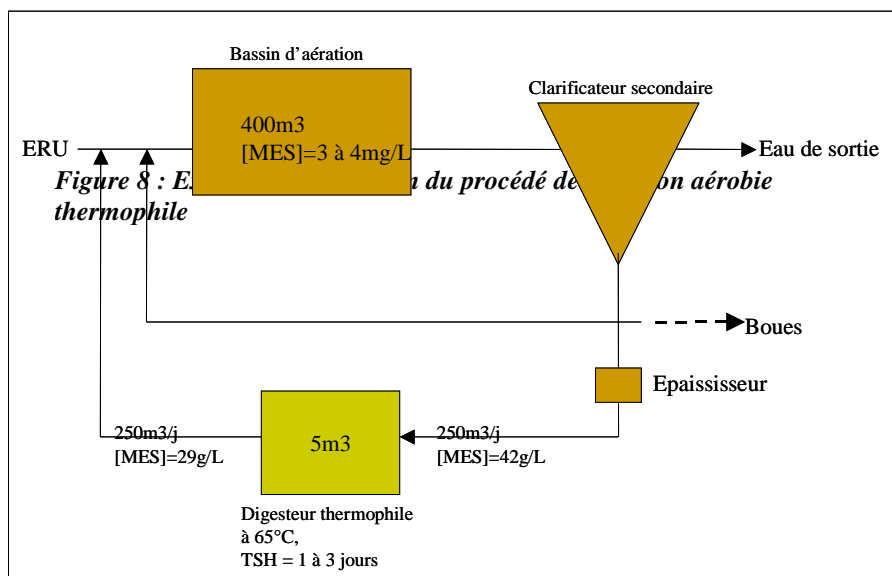 Bassin d’aération
Clarificateur secondaire
400m3
[MES]=3 à 4mg/L
ERU
Eau de sortie
Figure 8 : du procédé de on aérobie
thermophile
Boues
Epaississeur
250m3/j
[MES]=29g/L
5m3
250m3/j
[MES]=42g/L
Digesteur thermophile
à 65°C,
TSH = 1 à 3 jours